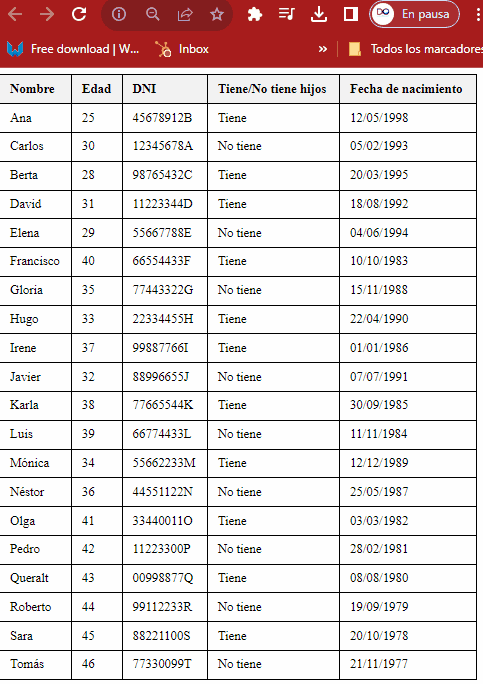 DQ En pausa
Free download | W... Inbox » Todos los marcadores
Nombre Edad DNI Tiene/No tiene hijos Fecha de nacimiento
Ana 25 45678912B Tiene 12/05/1998
Carlos 30 12345678A No tiene 05/02/1993
Berta 28 98765432C Tiene 20/03/1995
David 31 11223344D Tiene 18/08/1992
Elena 29 55667788E No tiene 04/06/1994
Francisco 40 66554433F Tiene 10/10/1983
Gloria 35 77443322G No tiene 15/11/1988
Hugo 33 22334455H Tiene 22/04/1990
Irene 37 99887766I Tiene 01/01/1986
Javier 32 88996655J No tiene 07/07/1991
Karla 38 77665544K Tiene 30/09/1985
Luis 39 66774433L No tiene 11/11/1984
Mónica 34 55662233M Tiene 12/12/1989
Néstor 36 44551122N No tiene 25/05/1987
Olga 41 33440011O Tiene 03/03/1982
Pedro 42 11223300P No tiene 28/02/1981
Queralt 43 00998877Q Tiene 08/08/1980
Roberto 44 99112233R No tiene 19/09/1979
Sara 45 88221100S Tiene 20/10/1978
Tomás 46 77330099T No tiene 21/11/1977